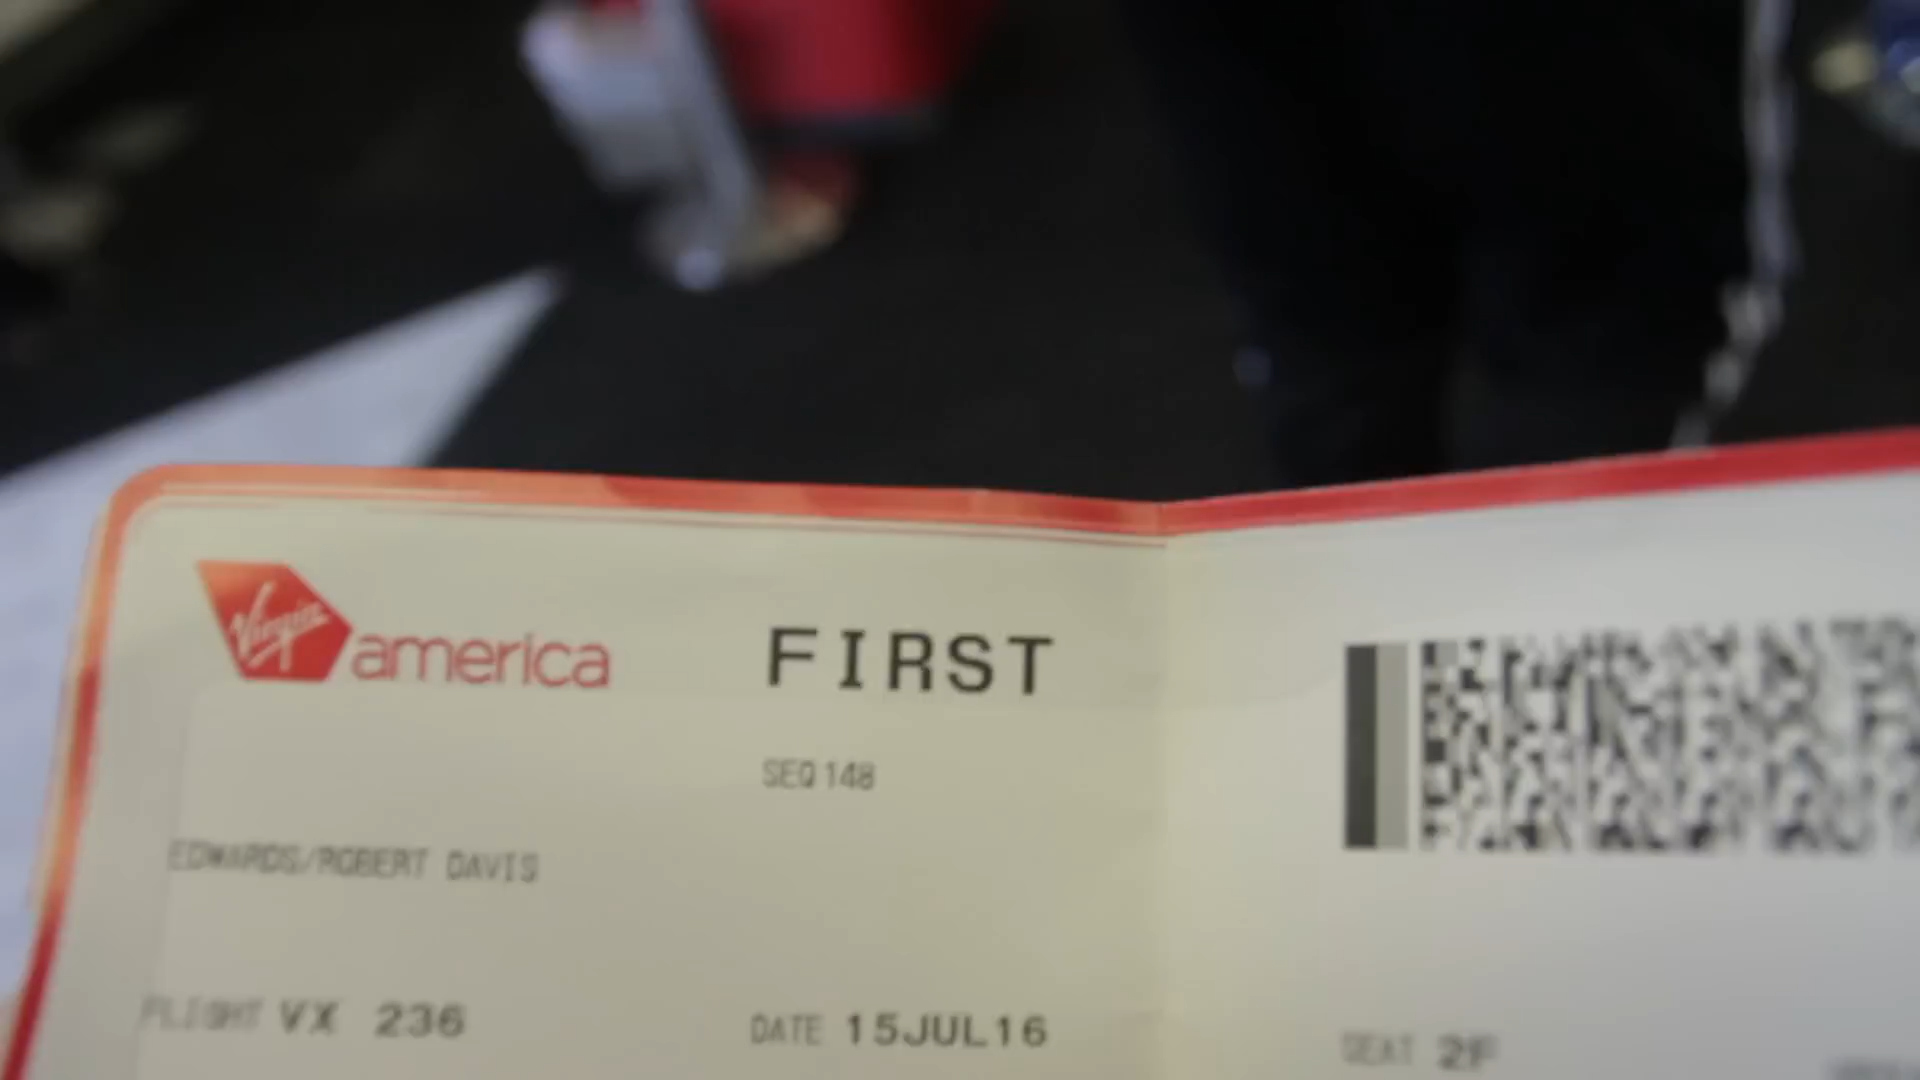 Virgin america
FIRST
SEQ 148
EDWARDS/ROBERT DAVIS
FLIGHT VX 236
DATE 15JUL16
SEAT 2F